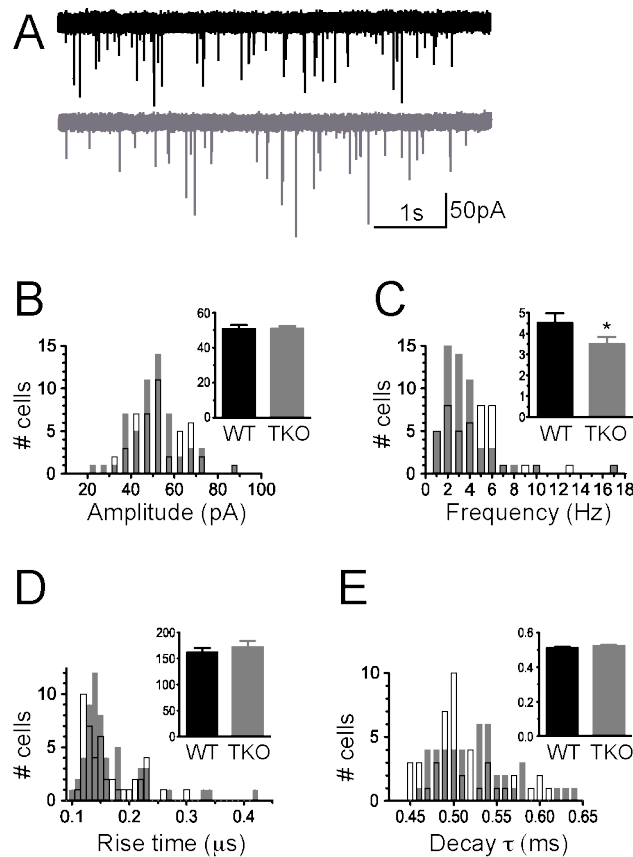 A
1s
50pA
B
60
40
20
0
WT TKO
15
10
5
0
# cells
20 40 60 80 100
Amplitude (pA)
C
5
4
3
2
1
0
*
WT TKO
15
10
5
0
# cells
0 2 4 6 8 10 12 14 16 18
Frequency (Hz)
D
200
150
100
50
0
WT TKO
10
5
0
# cells
0.1 0.2 0.3 0.4
Rise time (µs)
E
0.6
0.4
0.2
0.0
WT TKO
10
5
0
# cells
0.45 0.50 0.55 0.60 0.65
Decay τ (ms)